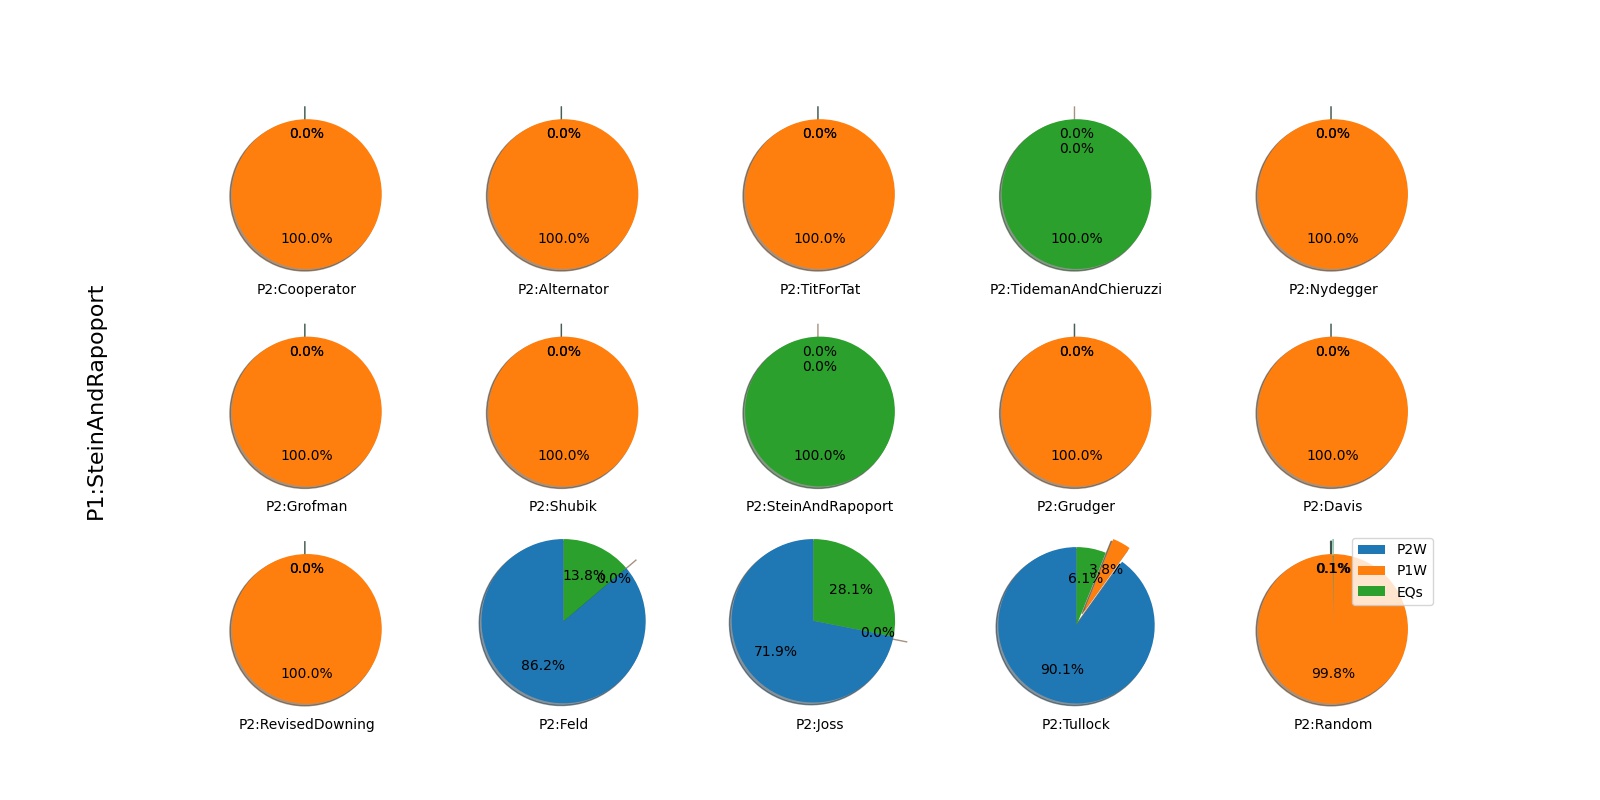 P1:SteinAndRapoport
0.0%
100.0%
P2:Cooperator
0.0%
100.0%
P2:Alternator
0.0%
100.0%
P2:TitForTat
0.0%
0.0%
100.0%
P2:TidemanAndChieruzzi
0.0%
100.0%
P2:Nydegger
0.0%
100.0%
P2:Grofman
0.0%
100.0%
P2:Shubik
0.0%
0.0%
100.0%
P2:SteinAndRapoport
0.0%
100.0%
P2:Grudger
0.0%
100.0%
P2:Davis
0.0%
100.0%
P2:RevisedDowning
13.8%
0.0%
86.2%
P2:Feld
28.1%
0.0%
71.9%
P2:Joss
3.8%
6.1%
90.1%
P2:Tullock
0.1%
99.8%
P2:Random
P2W
P1W
EQs